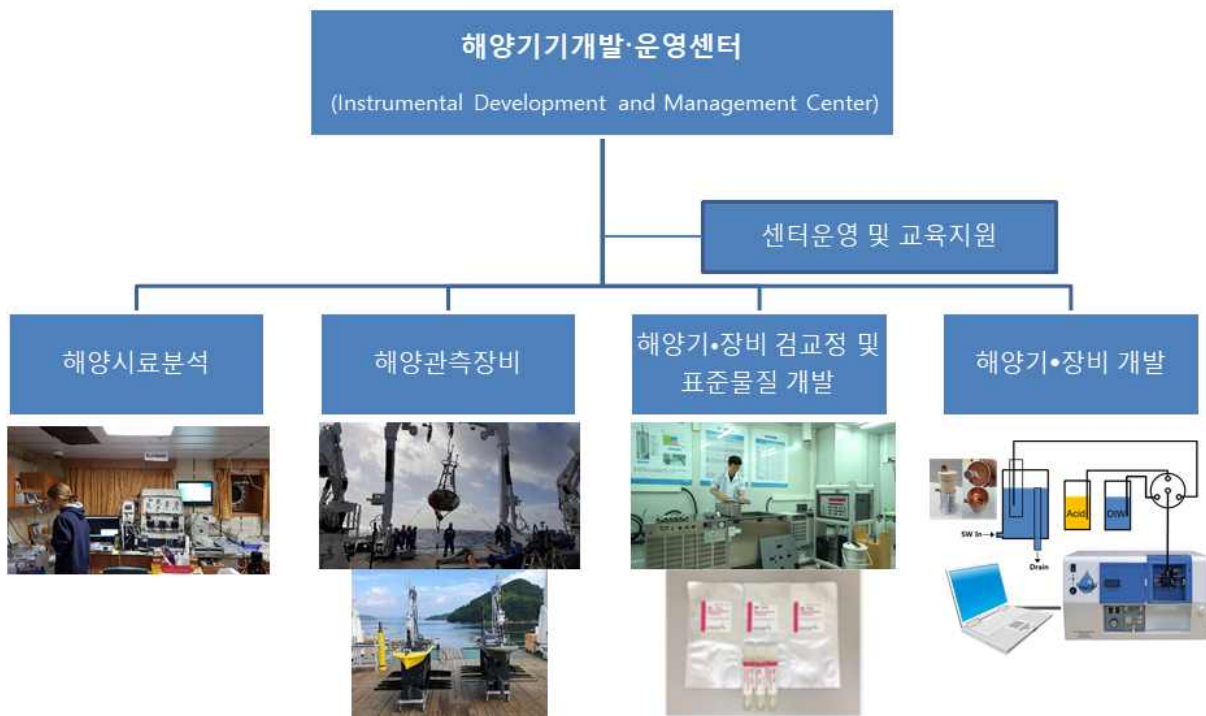 해양기기개발·운영센터
(Instrumental Development and Management Center)
센터운영 및 교육지원
해양시료분석
해양관측장비
해양기•장비 검교정 및
표준물질 개발
해양기•장비 개발
Acid
DIW
SW In
Drain